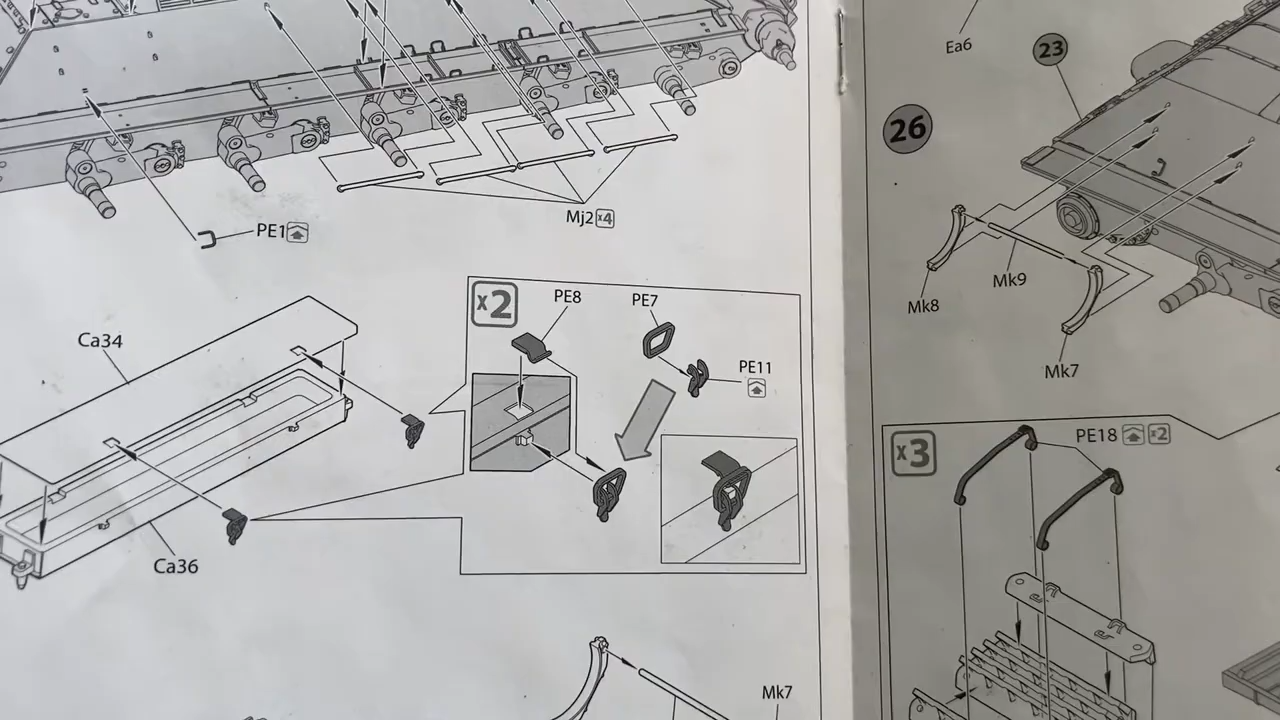 Mj2 x4
PE1
Ca34
x2
PE8
PE7
PE11
Ca36
Mk7
Ea6
23
26
Mk9
Mk8
Mk7
x3
PE18 x2